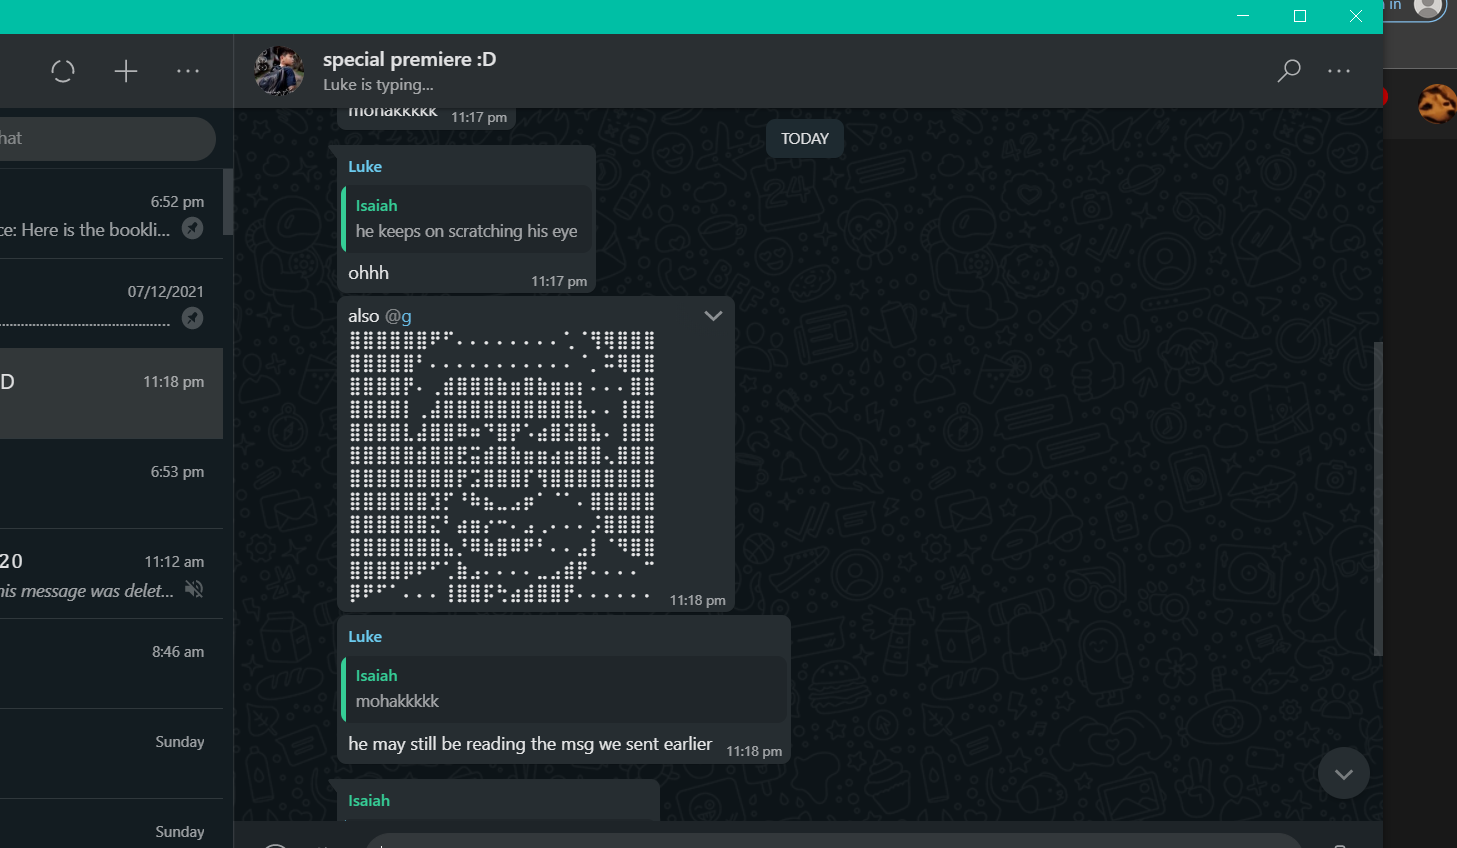 in
special premiere :D
Luke is typing...
hat
6:52 pm
ce: Here is the bookli...
07/12/2021
D
11:18 pm
6:53 pm
20
11:12 am
his message was delet...
8:46 am
Sunday
Sunday
mohakkkkk
11:17 pm
TODAY
Luke
Isaiah
he keeps on scratching his eye
ohhh
11:17 pm
also @g
11:18 pm
Luke
Isaiah
mohakkkkk
he may still be reading the msg we sent earlier
11:18 pm
Isaiah